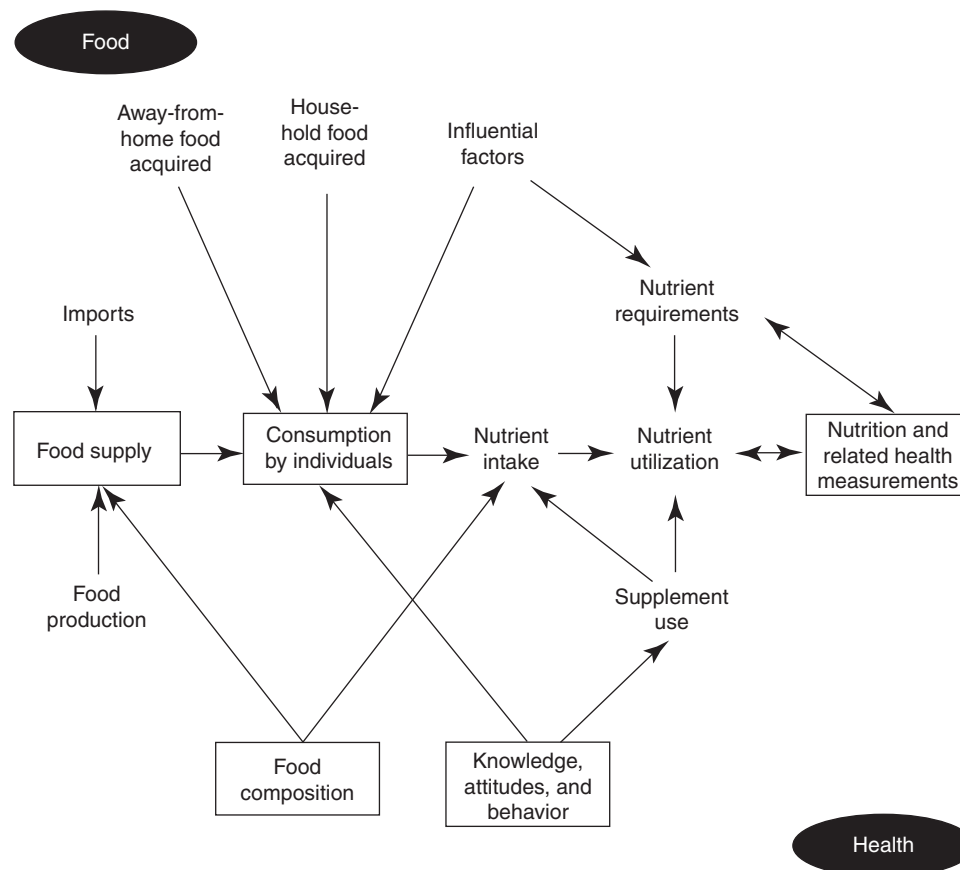 Food
Away-from-
home food
acquired
House-
hold food
acquired
Influential
factors
Nutrient
requirements
Imports
Food supply
Consumption
by individuals
Nutrient
intake
Nutrient
utilization
Nutrition and
related health
measurements
Food
production
Supplement
use
Food
composition
Knowledge,
attitudes, and
behavior
Health